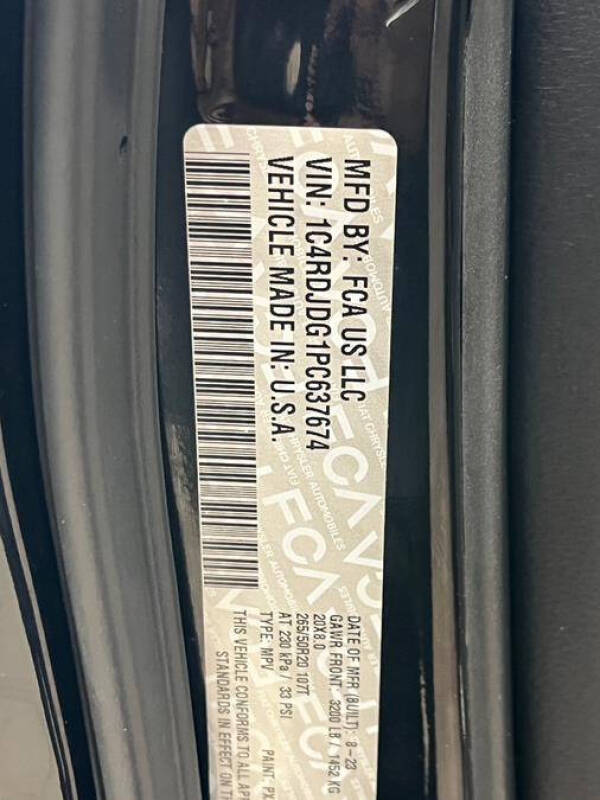 MFD BY: FCA US LLC
VIN: 1C4RDJDG1PC637674
VEHICLE MADE IN: U.S.A.
DATE OF MFR (BUILT): 8-23
GAWR FRONT: 3200 LB / 1452 KG
20X8.0
265/50R20 107T
AT 230 kPa / 33 PSI
TYPE: MPV
PAINT: PX
THIS VEHICLE CONFORMS TO ALL AP
STANDARDS IN EFFECT ON TH